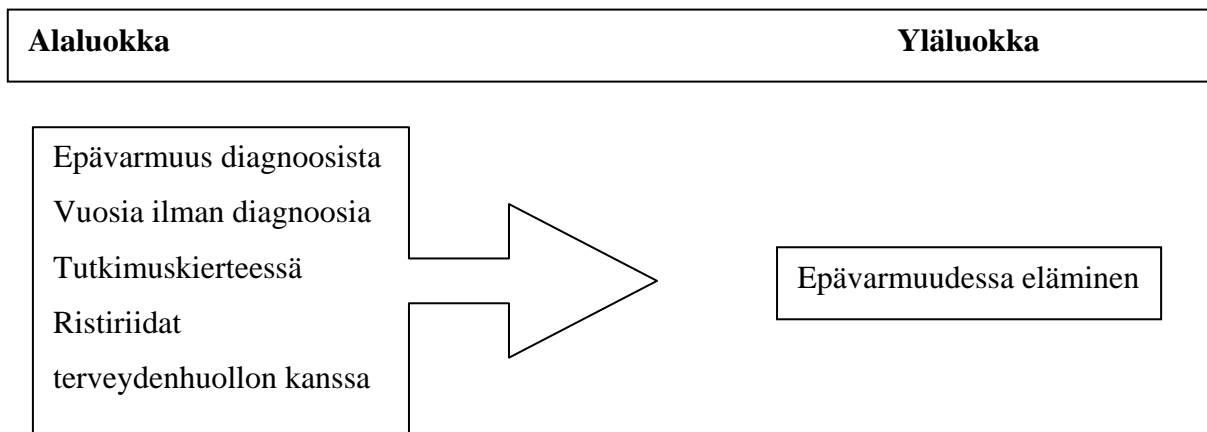 Alaluokka Yläluokka
Epävarmuus diagnoosista
Vuosia ilman diagnoosia
Tutkimuskierteessä
Ristiriidat
terveydenhuollon kanssa
Epävarmuudessa eläminen